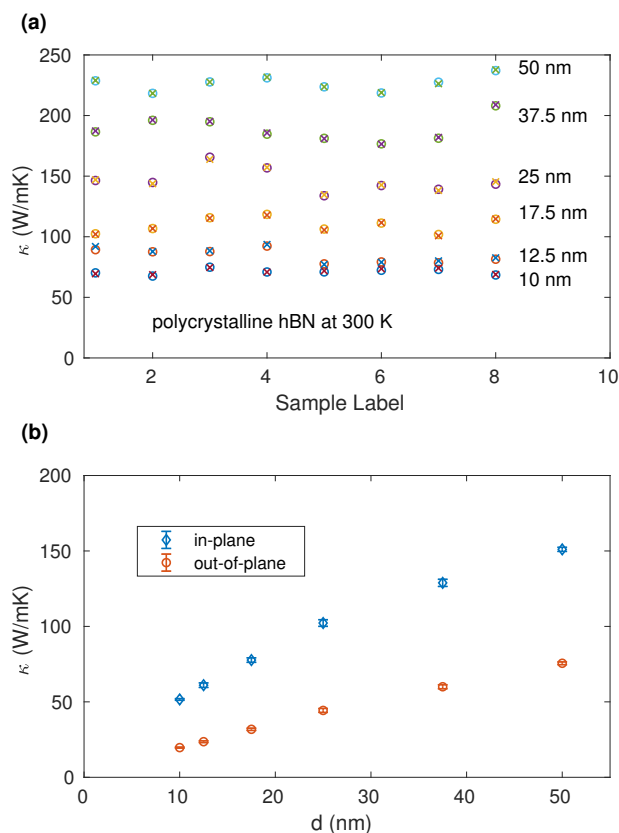 (a)
250
200
150
100
50
0
κ (W/mK)
50 nm
37.5 nm
25 nm
17.5 nm
12.5 nm
10 nm
polycrystalline hBN at 300 K
2 4 6 8 10
Sample Label
(b)
200
150
100
50
0
κ (W/mK)
in-plane
out-of-plane
0 10 20 30 40 50
d (nm)